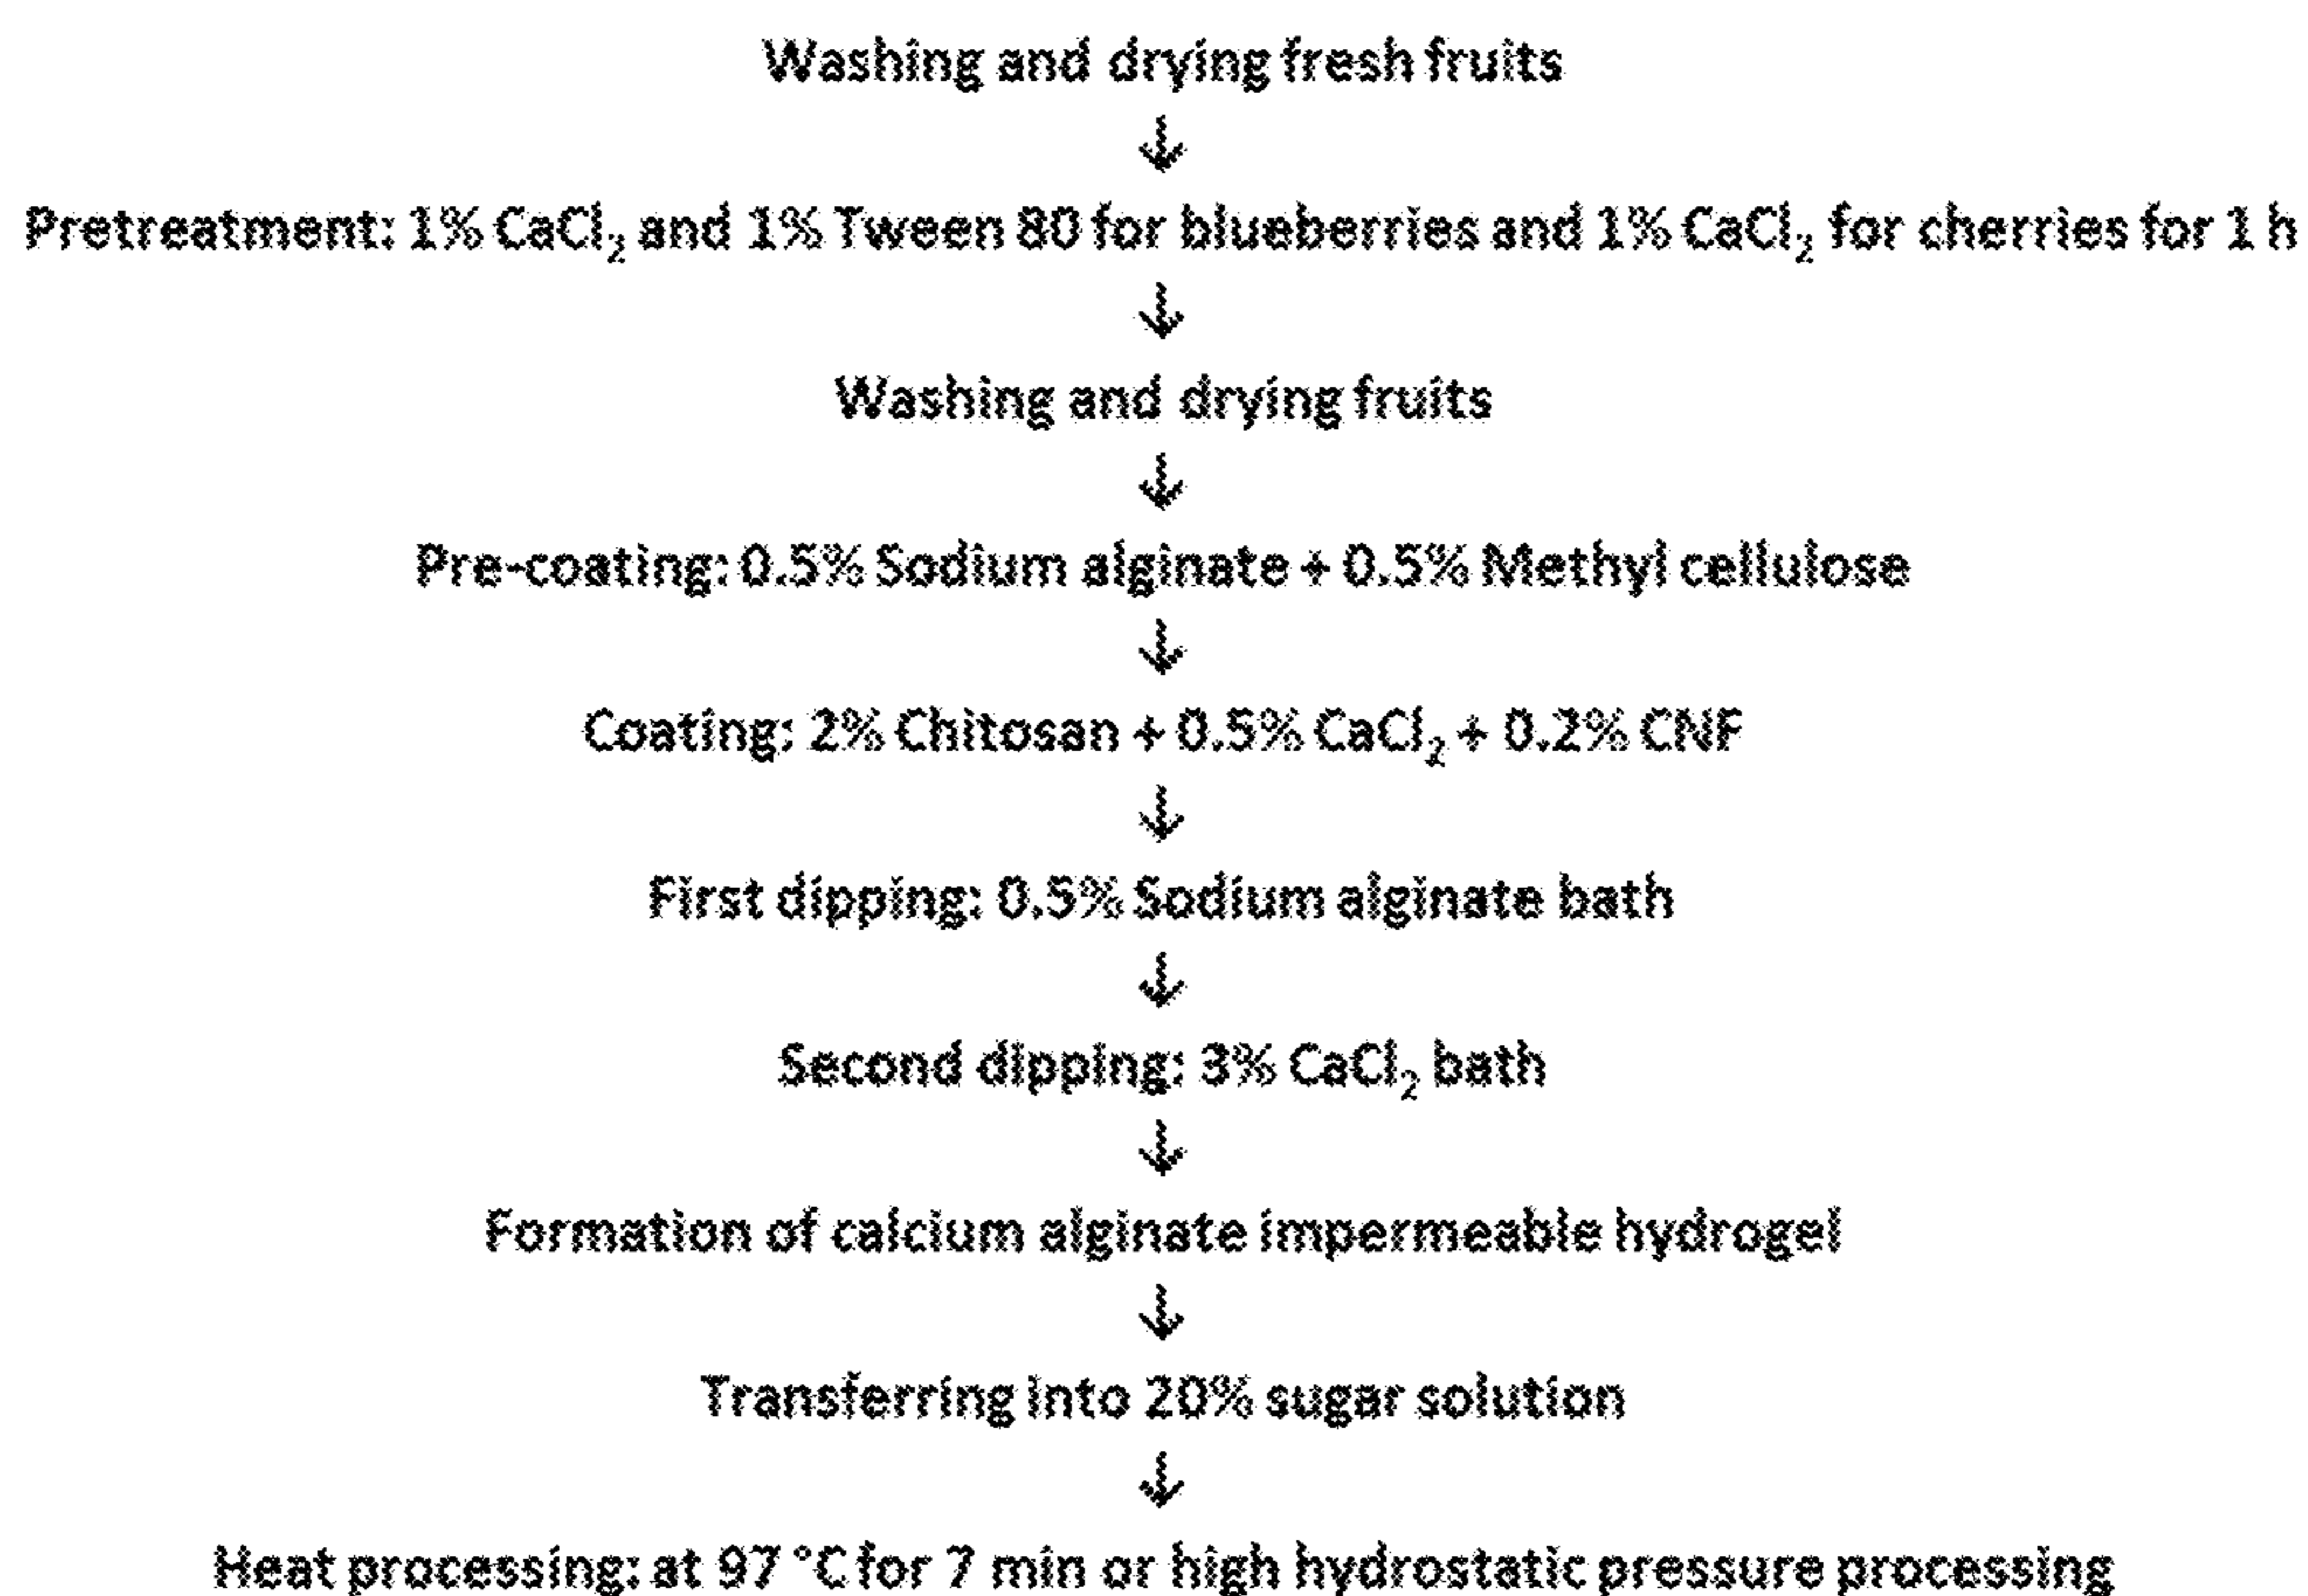 Washing and drying fresh fruits
↓
Pretreatment: 1% CaCl₂ and 1% Tween 80 for blueberries and 1% CaCl₂ for cherries for 1 h
↓
Washing and drying fruits
↓
Pre-coating: 0.5% Sodium alginate + 0.5% Methyl cellulose
↓
Coating: 2% Chitosan + 0.5% CaCl₂ + 0.2% CNF
↓
First dipping: 0.5% Sodium alginate bath
↓
Second dipping: 3% CaCl₂ bath
↓
Formation of calcium alginate impermeable hydrogel
↓
Transferring into 20% sugar solution
↓
Heat processing: at 97 °C for 7 min or high hydrostatic pressure processing